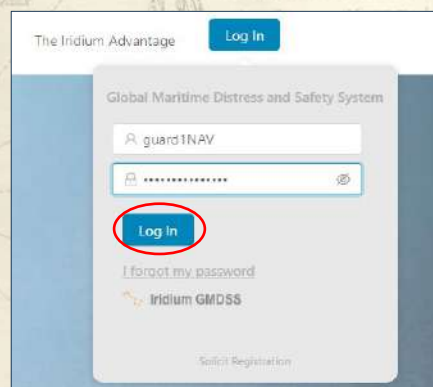 The Iridium Advantage
Log In
Global Maritime Distress and Safety System
guard1NAV
Log In
I forgot my password
Iridium GMDSS
Solicit Registration